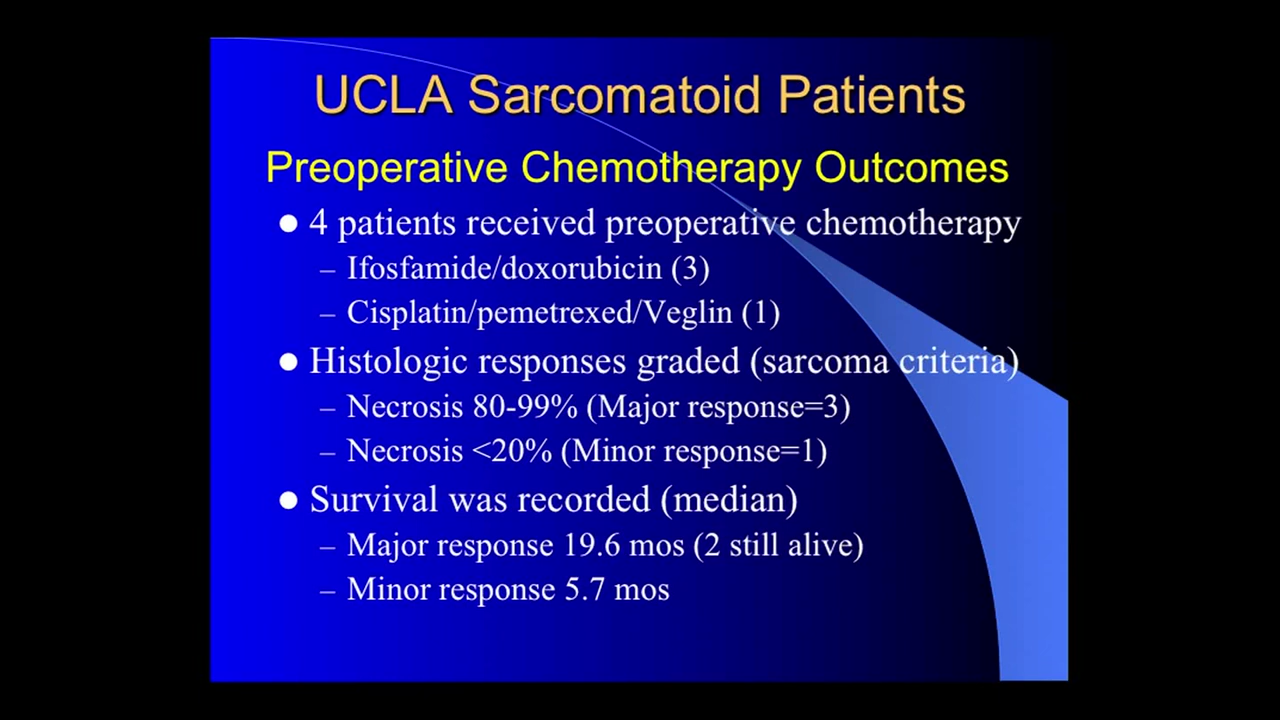 UCLA Sarcomatoid Patients
Preoperative Chemotherapy Outcomes
● 4 patients received preoperative chemotherapy
– Ifosfamide/doxorubicin (3)
– Cisplatin/pemetrexed/Veglin (1)
● Histologic responses graded (sarcoma criteria)
– Necrosis 80-99% (Major response=3)
– Necrosis <20% (Minor response=1)
● Survival was recorded (median)
– Major response 19.6 mos (2 still alive)
– Minor response 5.7 mos